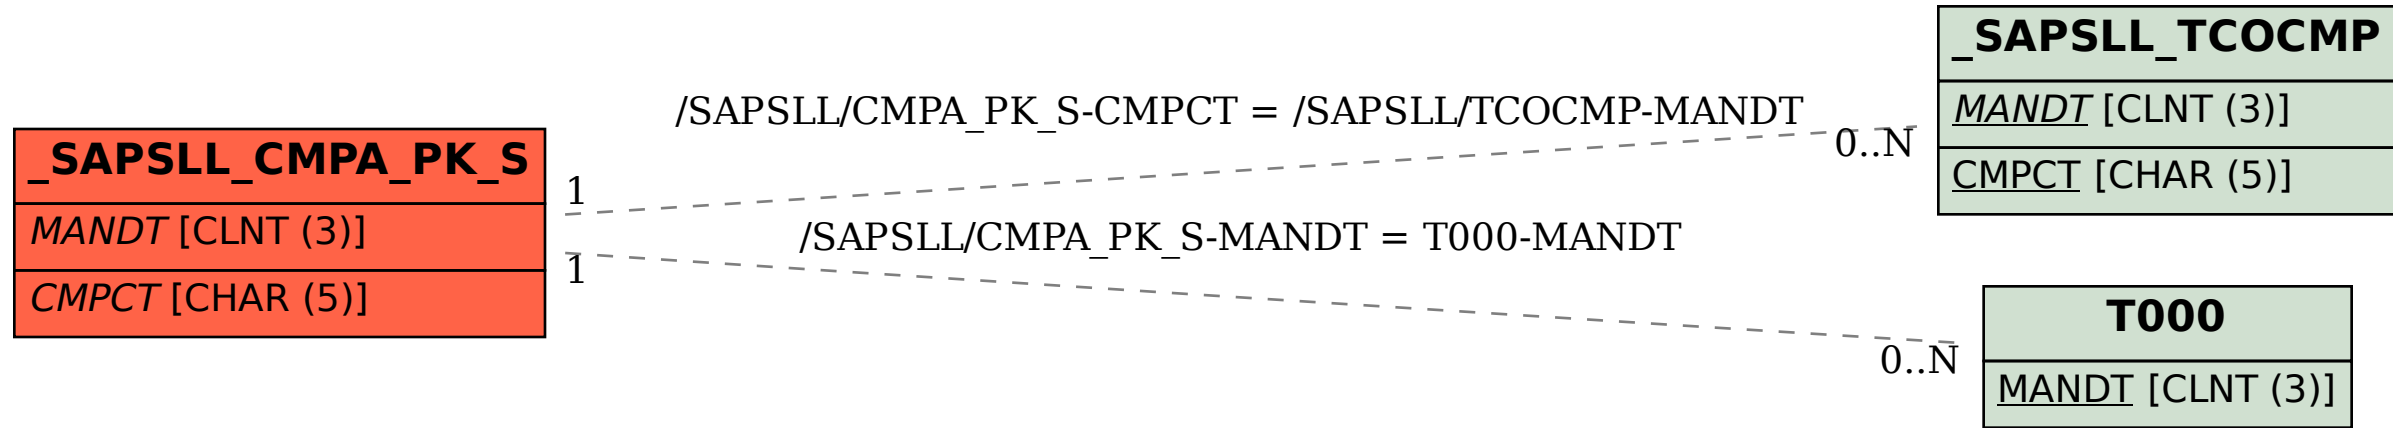 _SAPSLL_CMPA_PK_S
MANDT [CLNT (3)]
CMPCT [CHAR (5)]
/SAPSLL/CMPA_PK_S-CMPCT = /SAPSLL/TCOCMP-MANDT
1
0..N
/SAPSLL/CMPA_PK_S-MANDT = T000-MANDT
1
0..N
_SAPSLL_TCOCMP
MANDT [CLNT (3)]
CMPCT [CHAR (5)]
T000
MANDT [CLNT (3)]